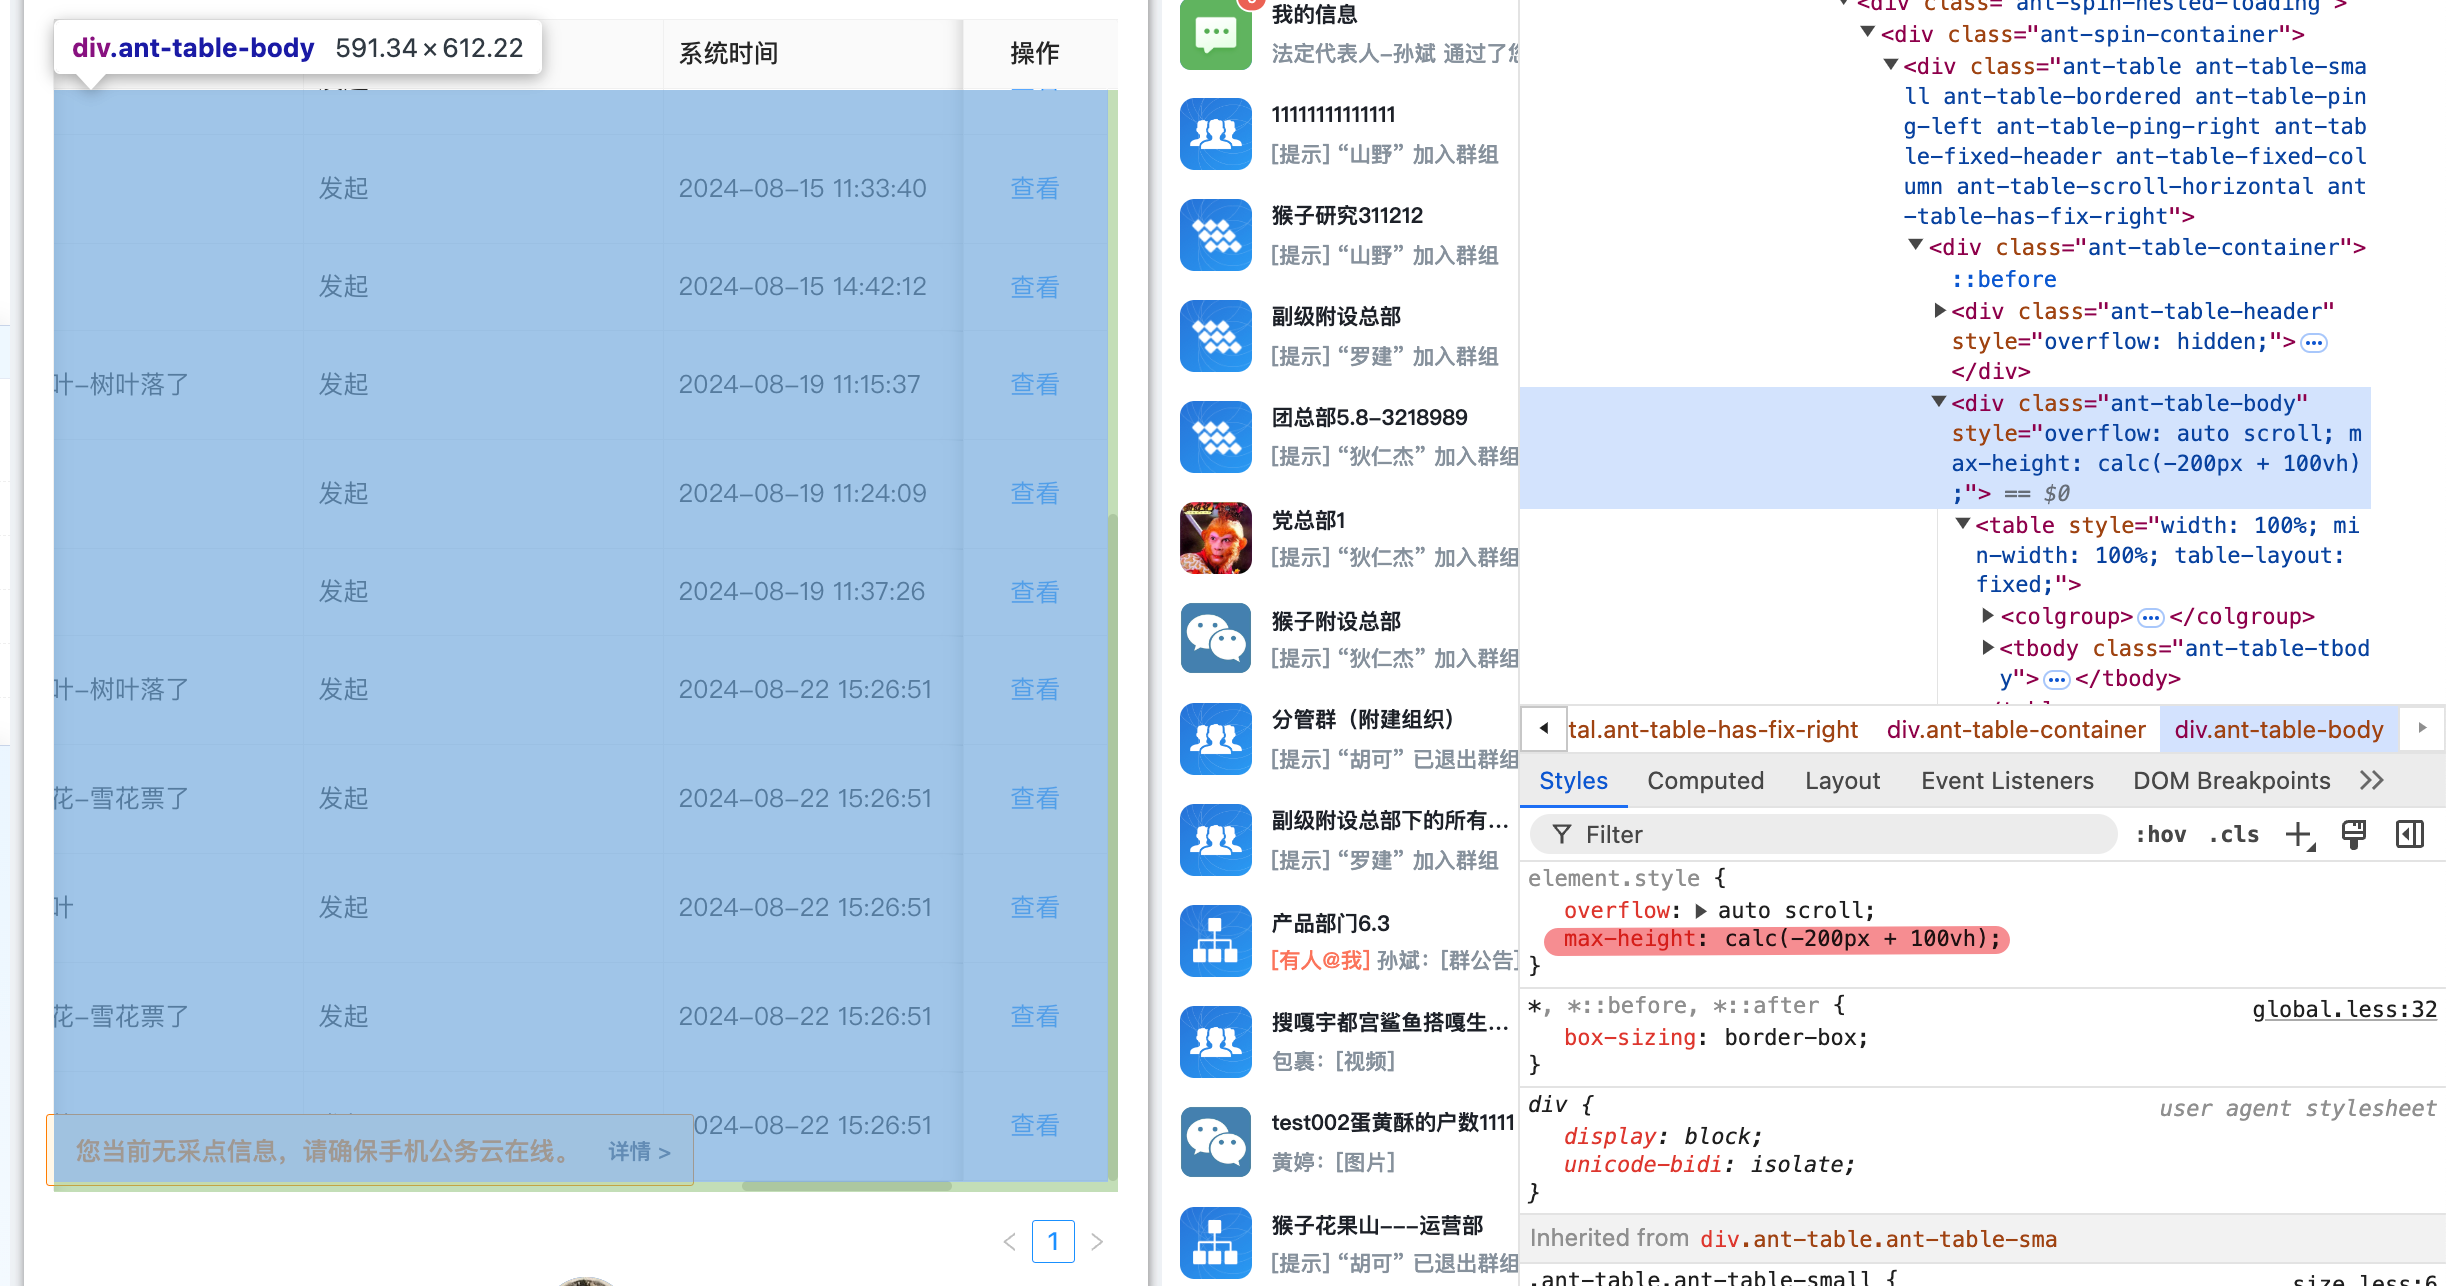 div.ant-table-body 591.34 × 612.22
系统时间
操作
发起
2024-08-15 11:33:40
查看
发起
2024-08-15 14:42:12
查看
叶-树叶落了
发起
2024-08-19 11:15:37
查看
发起
2024-08-19 11:24:09
查看
发起
2024-08-19 11:37:26
查看
叶-树叶落了
发起
2024-08-22 15:26:51
查看
花-雪花票了
发起
2024-08-22 15:26:51
查看
叶
发起
2024-08-22 15:26:51
查看
花-雪花票了
发起
2024-08-22 15:26:51
查看
024-08-22 15:26:51
查看
您当前无采点信息，请确保手机公务云在线。 详情 >
< 1 >
我的信息
法定代表人-孙斌 通过了您
11111111111111
[提示] “山野” 加入群组
猴子研究311212
[提示] “山野” 加入群组
副级附设总部
[提示] “罗建” 加入群组
团总部5.8-3218989
[提示] “狄仁杰” 加入群组
党总部1
[提示] “狄仁杰” 加入群组
猴子附设总部
[提示] “狄仁杰” 加入群组
分管群（附建组织）
[提示] “胡可” 已退出群组
副级附设总部下的所有...
[提示] “罗建” 加入群组
产品部门6.3
[有人@我] 孙斌：[群公告]
搜嘎宇都宫鲨鱼搭嘎生...
包裹：[视频]
test002蛋黄酥的户数1111
黄婷：[图片]
猴子花果山---运营部
[提示] “胡可” 已退出群组
<div class="ant-spin-nested-loading">
<div class="ant-spin-container">
<div class="ant-table ant-table-sma
ll ant-table-bordered ant-table-pin
g-left ant-table-ping-right ant-tab
le-fixed-header ant-table-fixed-col
umn ant-table-scroll-horizontal ant
-table-has-fix-right">
<div class="ant-table-container">
::before
<div class="ant-table-header"
style="overflow: hidden;">…
</div>
<div class="ant-table-body"
style="overflow: auto scroll; m
ax-height: calc(-200px + 100vh)
;"> == $0
<table style="width: 100%; mi
n-width: 100%; table-layout:
fixed;">
<colgroup>…</colgroup>
<tbody class="ant-table-tbod
y">…</tbody>
tal.ant-table-has-fix-right div.ant-table-container div.ant-table-body
Styles Computed Layout Event Listeners DOM Breakpoints
Filter :hov .cls
element.style {
overflow: auto scroll;
max-height: calc(-200px + 100vh);
}
*, *::before, *::after { global.less:32
box-sizing: border-box;
}
div { user agent stylesheet
display: block;
unicode-bidi: isolate;
}
Inherited from div.ant-table.ant-table-sma
.ant-table.ant-table-small { size.less:6